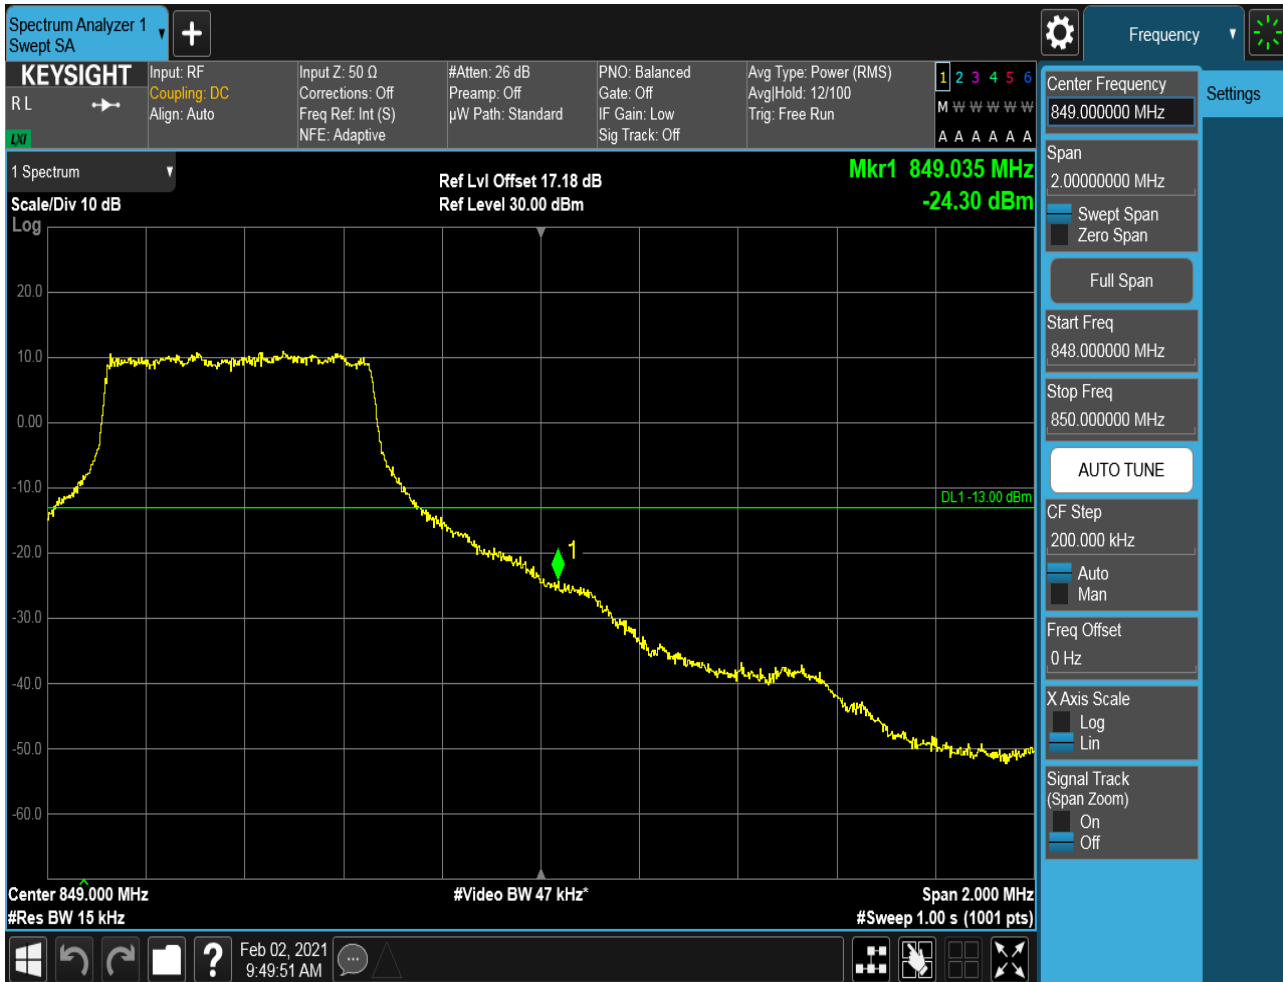 Spectrum Analyzer 1
Swept SA
+
Frequency
KEYSIGHT
R L
LXI
Input: RF
Coupling: DC
Align: Auto
Input Z: 50 Ω
Corrections: Off
Freq Ref: Int (S)
NFE: Adaptive
#Atten: 26 dB
Preamp: Off
µW Path: Standard
PNO: Balanced
Gate: Off
IF Gain: Low
Sig Track: Off
Avg Type: Power (RMS)
Avg|Hold: 12/100
Trig: Free Run
1 2 3 4 5 6
M W W W W W
A A A A A A
1 Spectrum
Scale/Div 10 dB
Log
Ref Lvl Offset 17.18 dB
Ref Level 30.00 dBm
Mkr1 849.035 MHz
-24.30 dBm
20.0
10.0
0.00
-10.0
-20.0
-30.0
-40.0
-50.0
-60.0
DL1 -13.00 dBm
1
Center 849.000 MHz
#Res BW 15 kHz
#Video BW 47 kHz*
Span 2.000 MHz
#Sweep 1.00 s (1001 pts)
Center Frequency
849.000000 MHz
Span
2.00000000 MHz
Swept Span
Zero Span
Full Span
Start Freq
848.000000 MHz
Stop Freq
850.000000 MHz
AUTO TUNE
CF Step
200.000 kHz
Auto
Man
Freq Offset
0 Hz
X Axis Scale
Log
Lin
Signal Track
(Span Zoom)
On
Off
Settings
?
Feb 02, 2021
9:49:51 AM